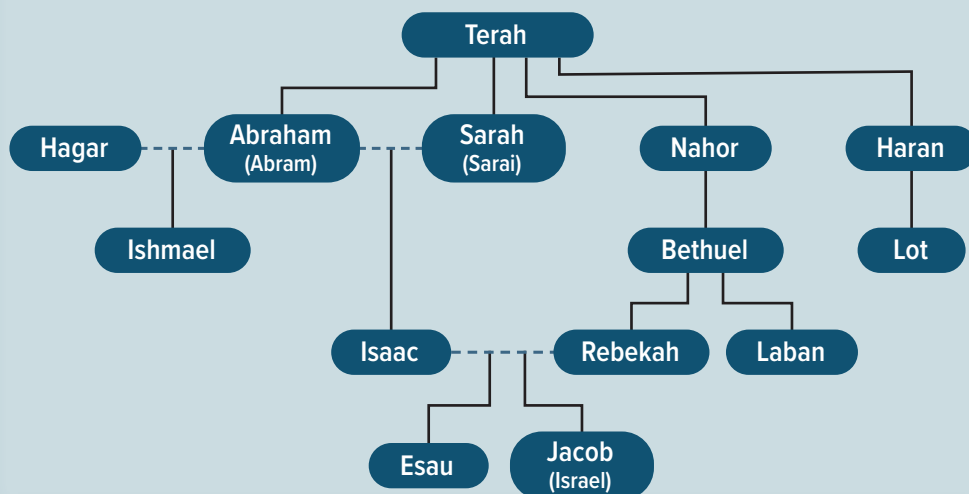 Terah
Hagar
Abraham
(Abram)
Sarah
(Sarai)
Nahor
Haran
Ishmael
Bethuel
Lot
Isaac
Rebekah
Laban
Esau
Jacob
(Israel)